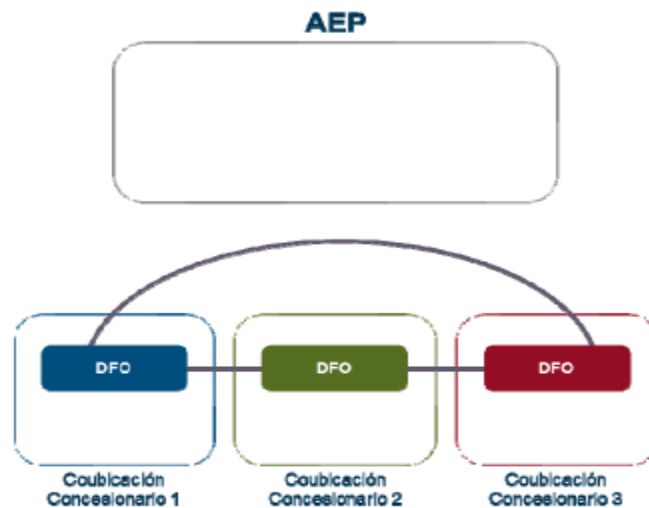 AEP
DFO
DFO
DFO
Coubicación
Concesionario 1
Coubicación
Concesionario 2
Coubicación
Concesionario 3